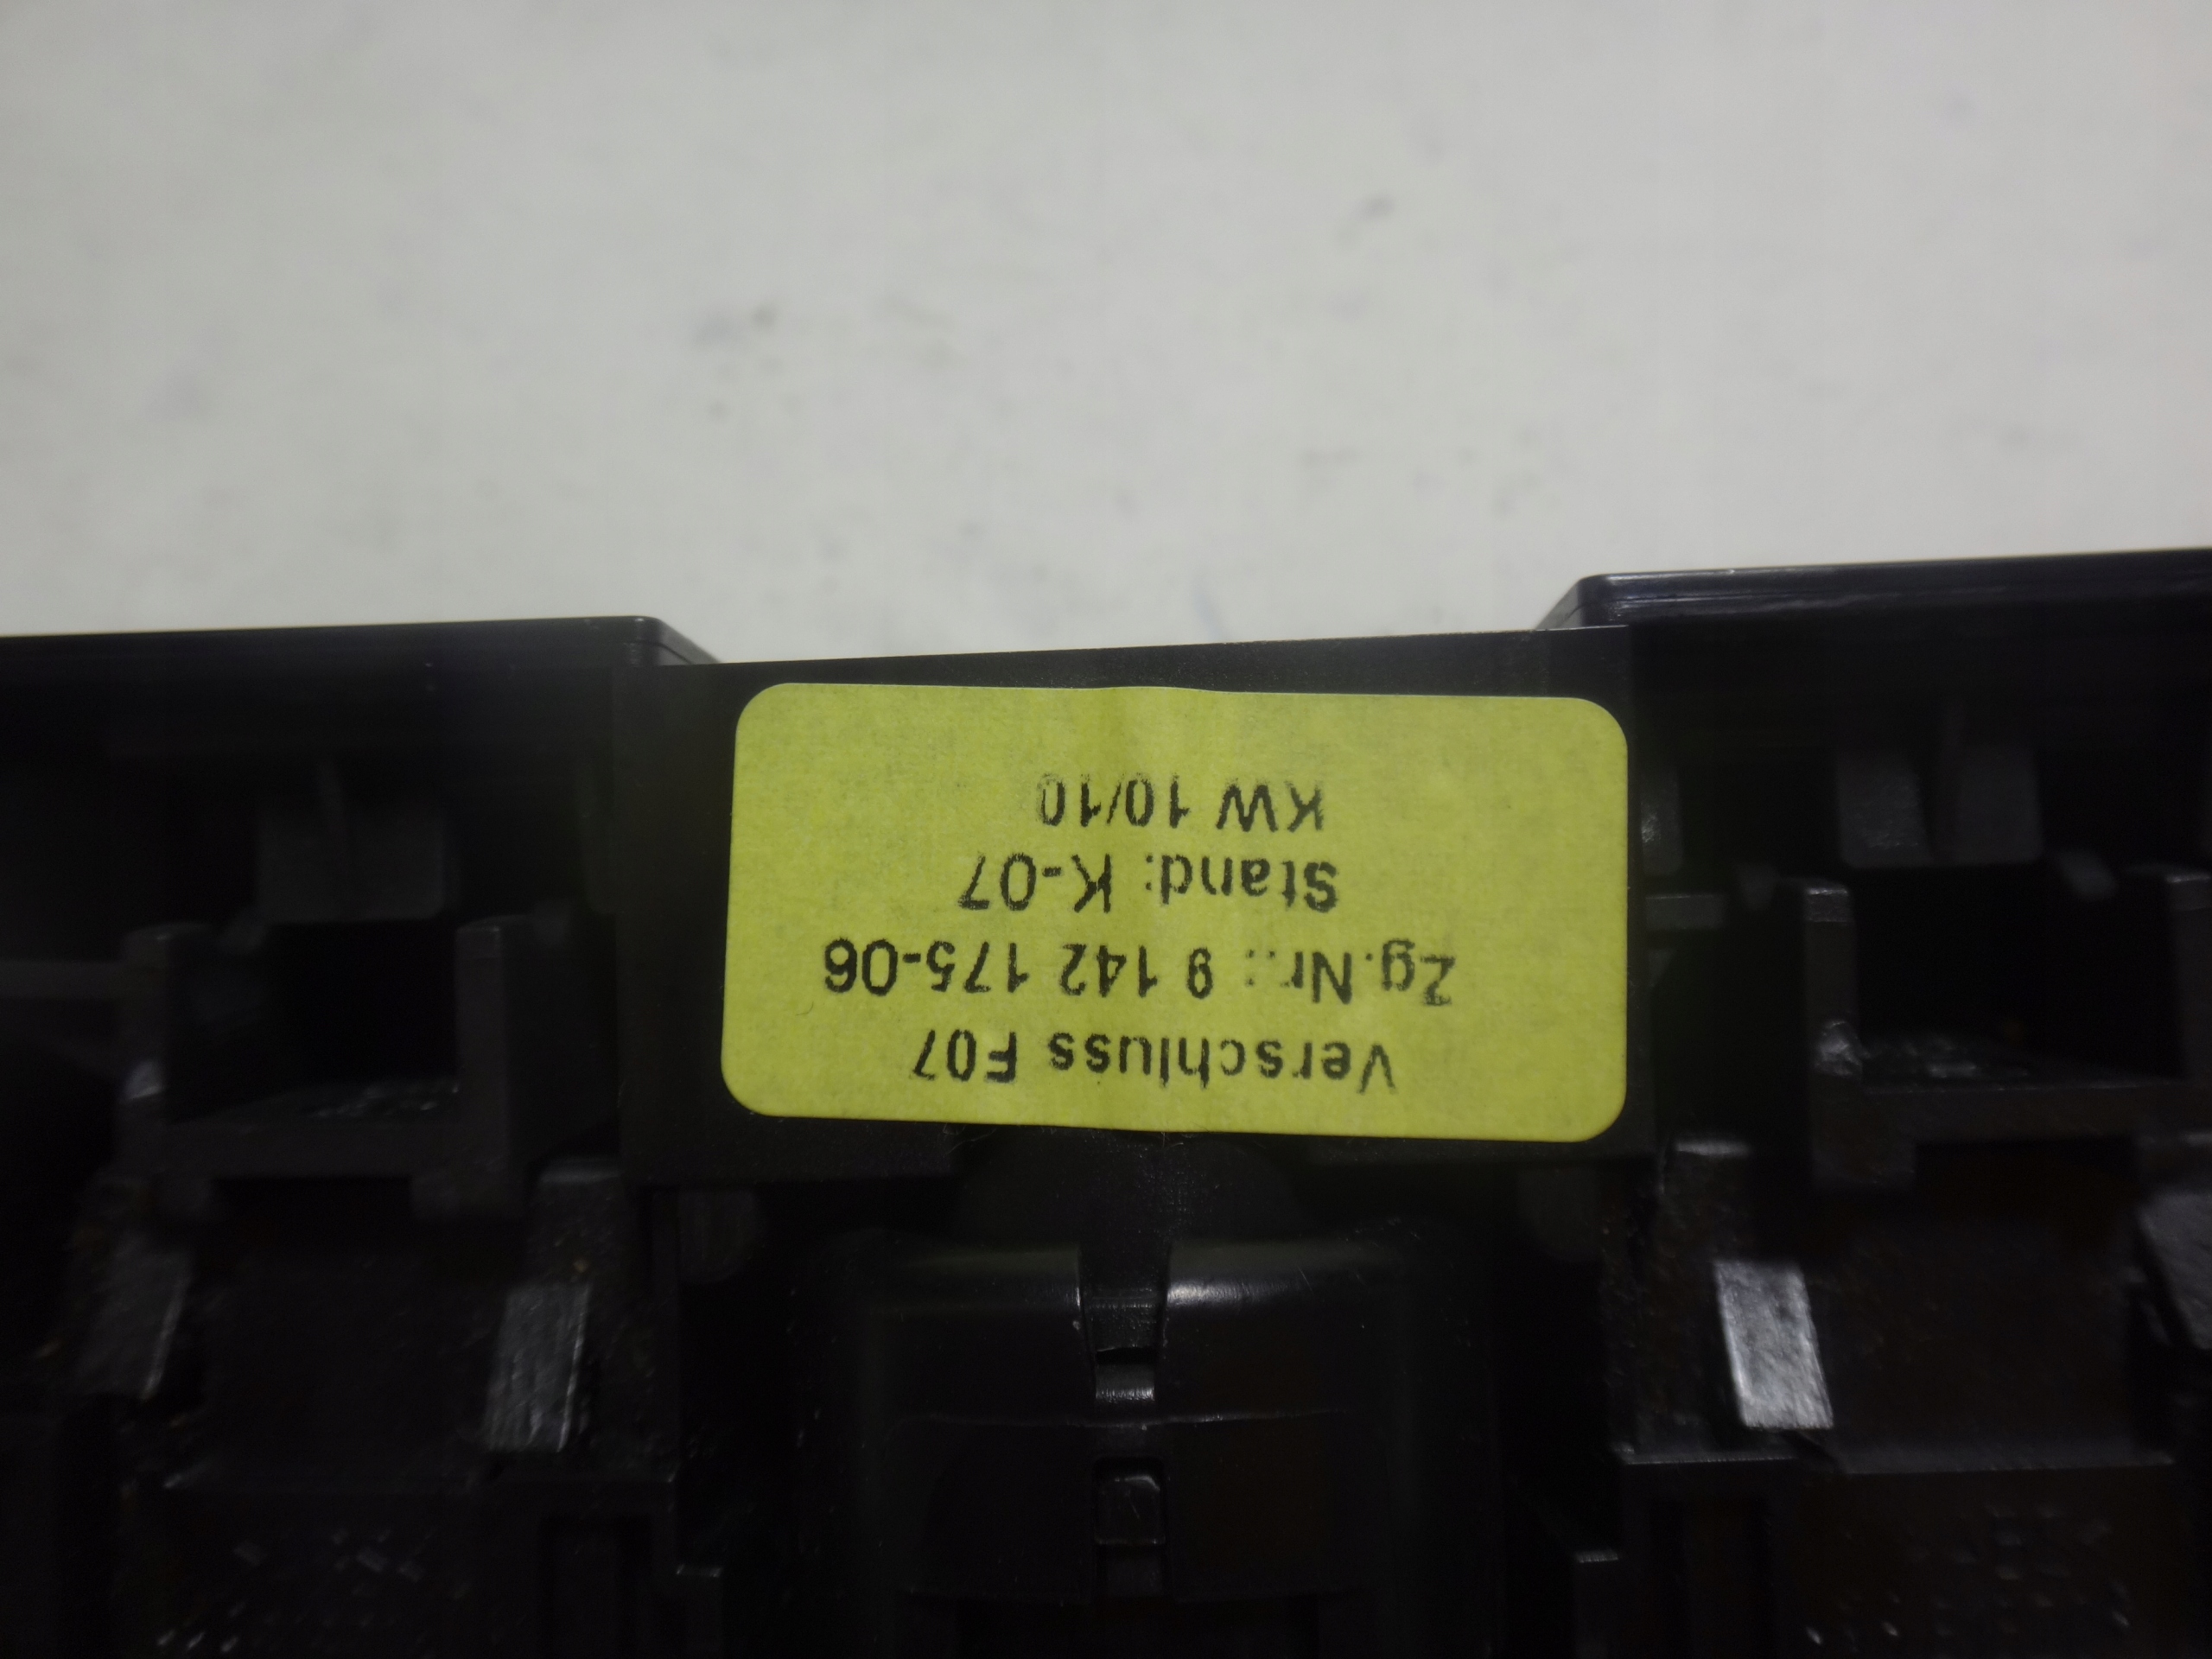 Verschluss F07
Zg.Nr.: 9 142 175-06
Stand: K-07
KW 10/10